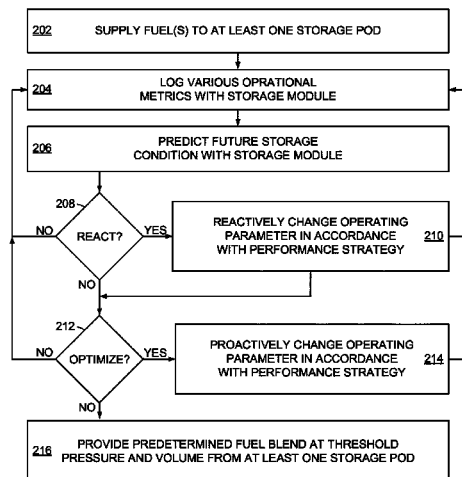 202
SUPPLY FUEL(S) TO AT LEAST ONE STORAGE POD
204
LOG VARIOUS OPRATIONAL
METRICS WITH STORAGE MODULE
206
PREDICT FUTURE STORAGE
CONDITION WITH STORAGE MODULE
208
NO
REACT?
YES
REACTIVELY CHANGE OPERATING
PARAMETER IN ACCORDANCE
WITH PERFORMANCE STRATEGY
210
NO
212
NO
OPTIMIZE?
YES
PROACTIVELY CHANGE OPERATING
PARAMETER IN ACCORDANCE
WITH PERFORMANCE STRATEGY
214
NO
216
PROVIDE PREDETERMINED FUEL BLEND AT THRESHOLD
PRESSURE AND VOLUME FROM AT LEAST ONE STORAGE POD